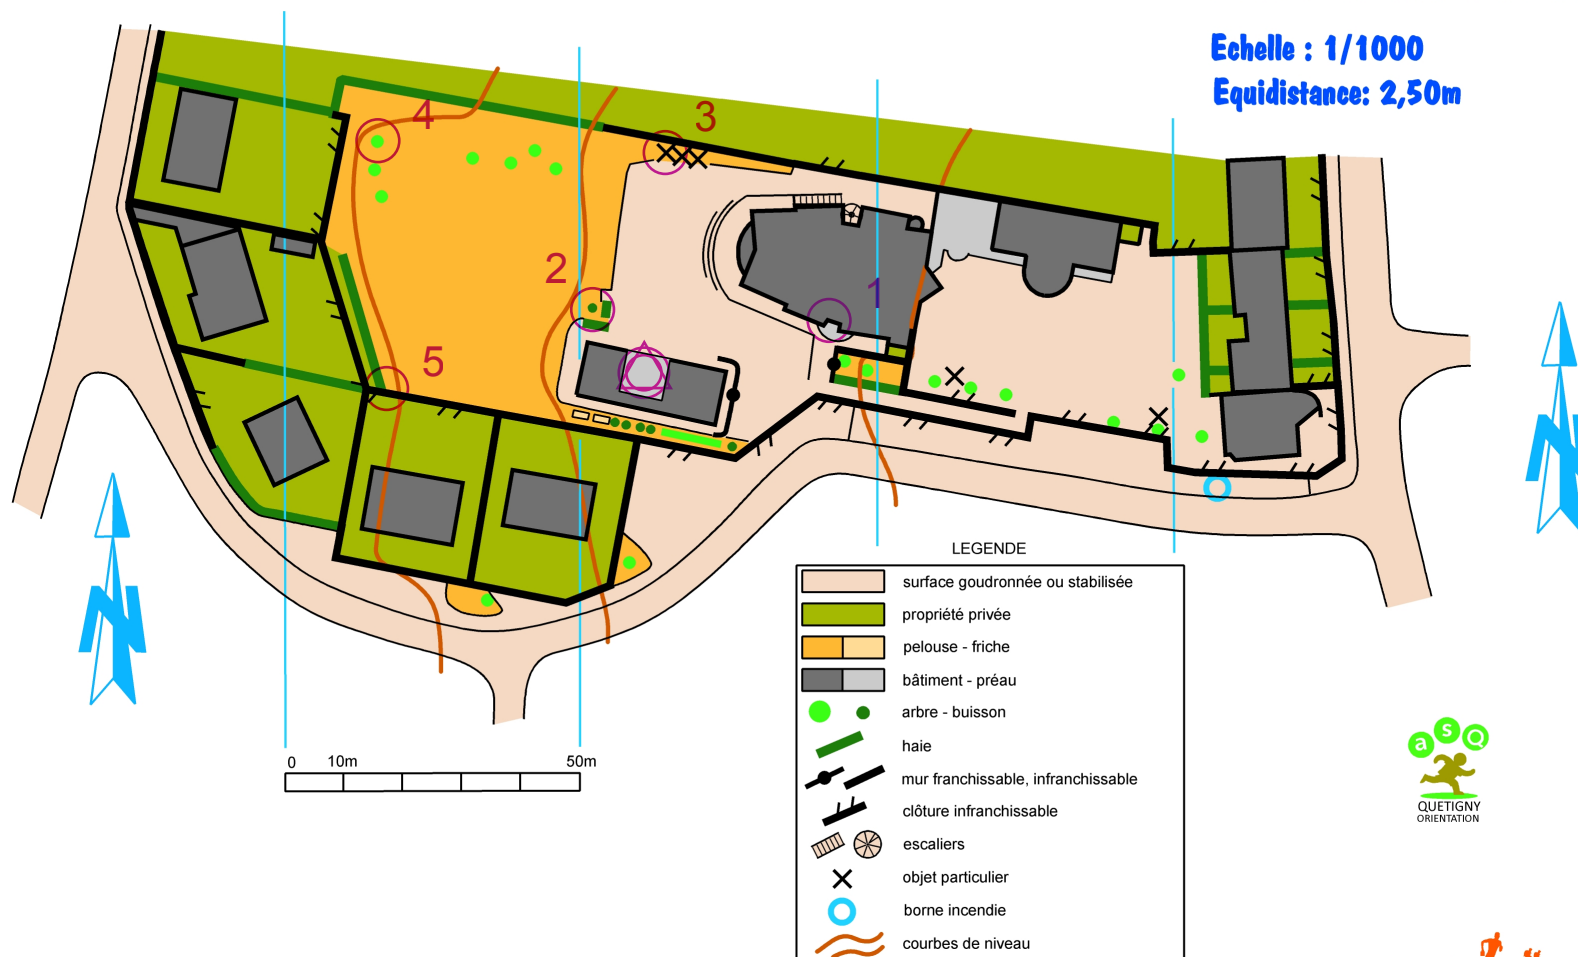 Echelle : 1/1000
Equidistance: 2,50m
4
3
2
1
5
N
N
0 10m 50m
LEGENDE
surface goudronnée ou stabilisée
propriété privée
pelouse - friche
bâtiment - préau
arbre - buisson
haie
mur franchissable, infranchissable
clôture infranchissable
escaliers
objet particulier
borne incendie
courbes de niveau
asQ
QUETIGNY
ORIENTATION